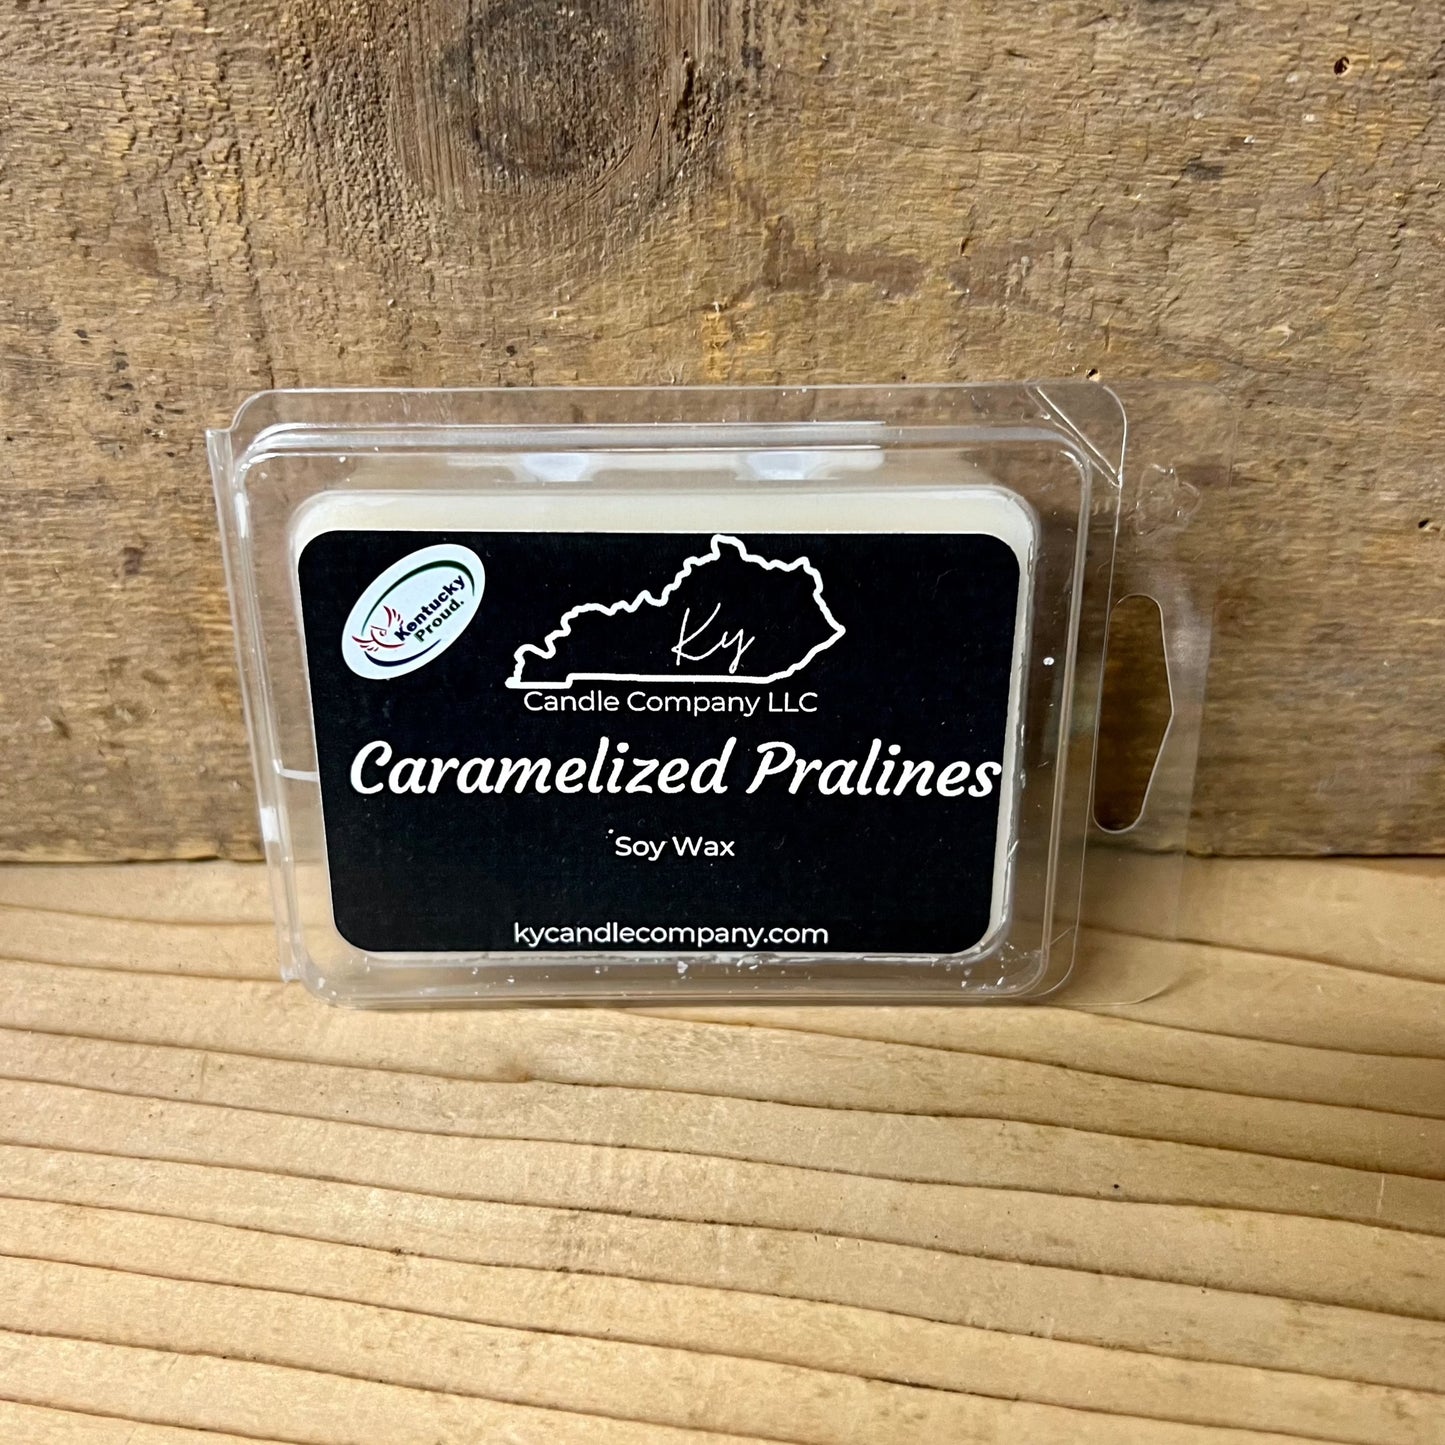 Kentucky
Proud.
Ky
Candle Company LLC
Caramelized Pralines
Soy Wax
kycandlecompany.com